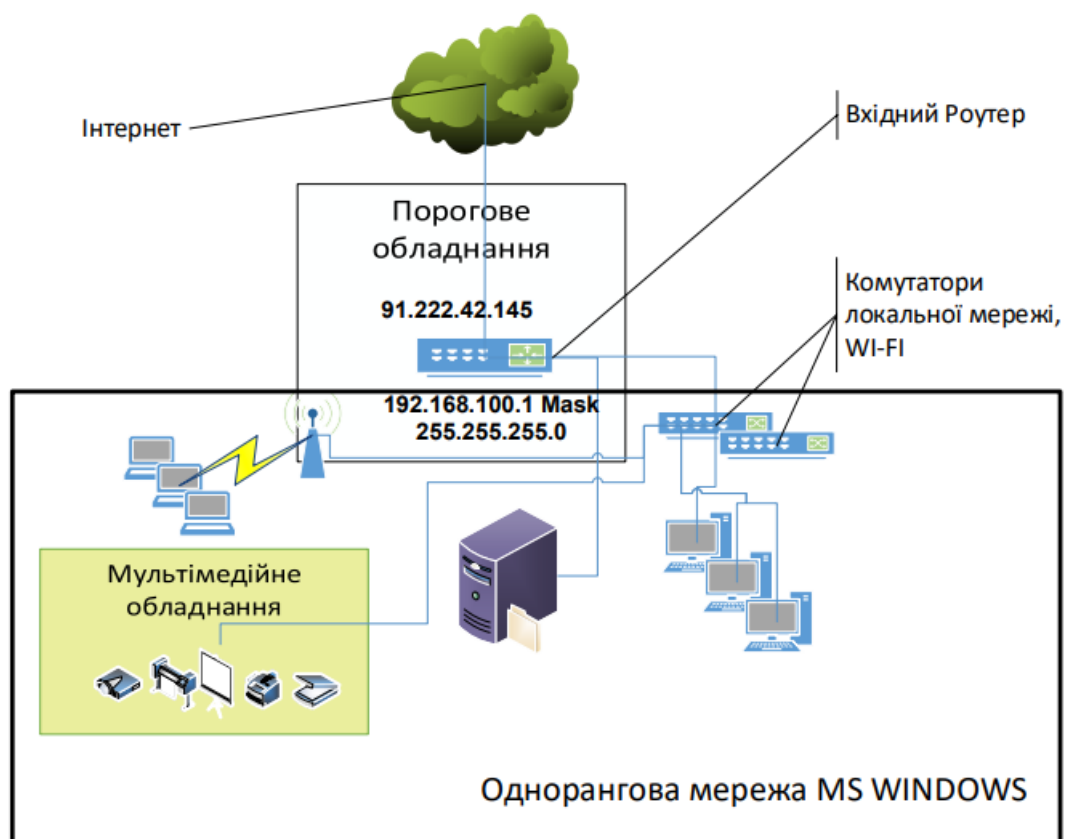 Інтернет
Вхідний Роутер
Порогове
обладнання
91.222.42.145
Комутатори
локальної мережі,
WI-FI
192.168.100.1 Mask
255.255.255.0
Мультімедійне
обладнання
Однорангова мережа MS WINDOWS